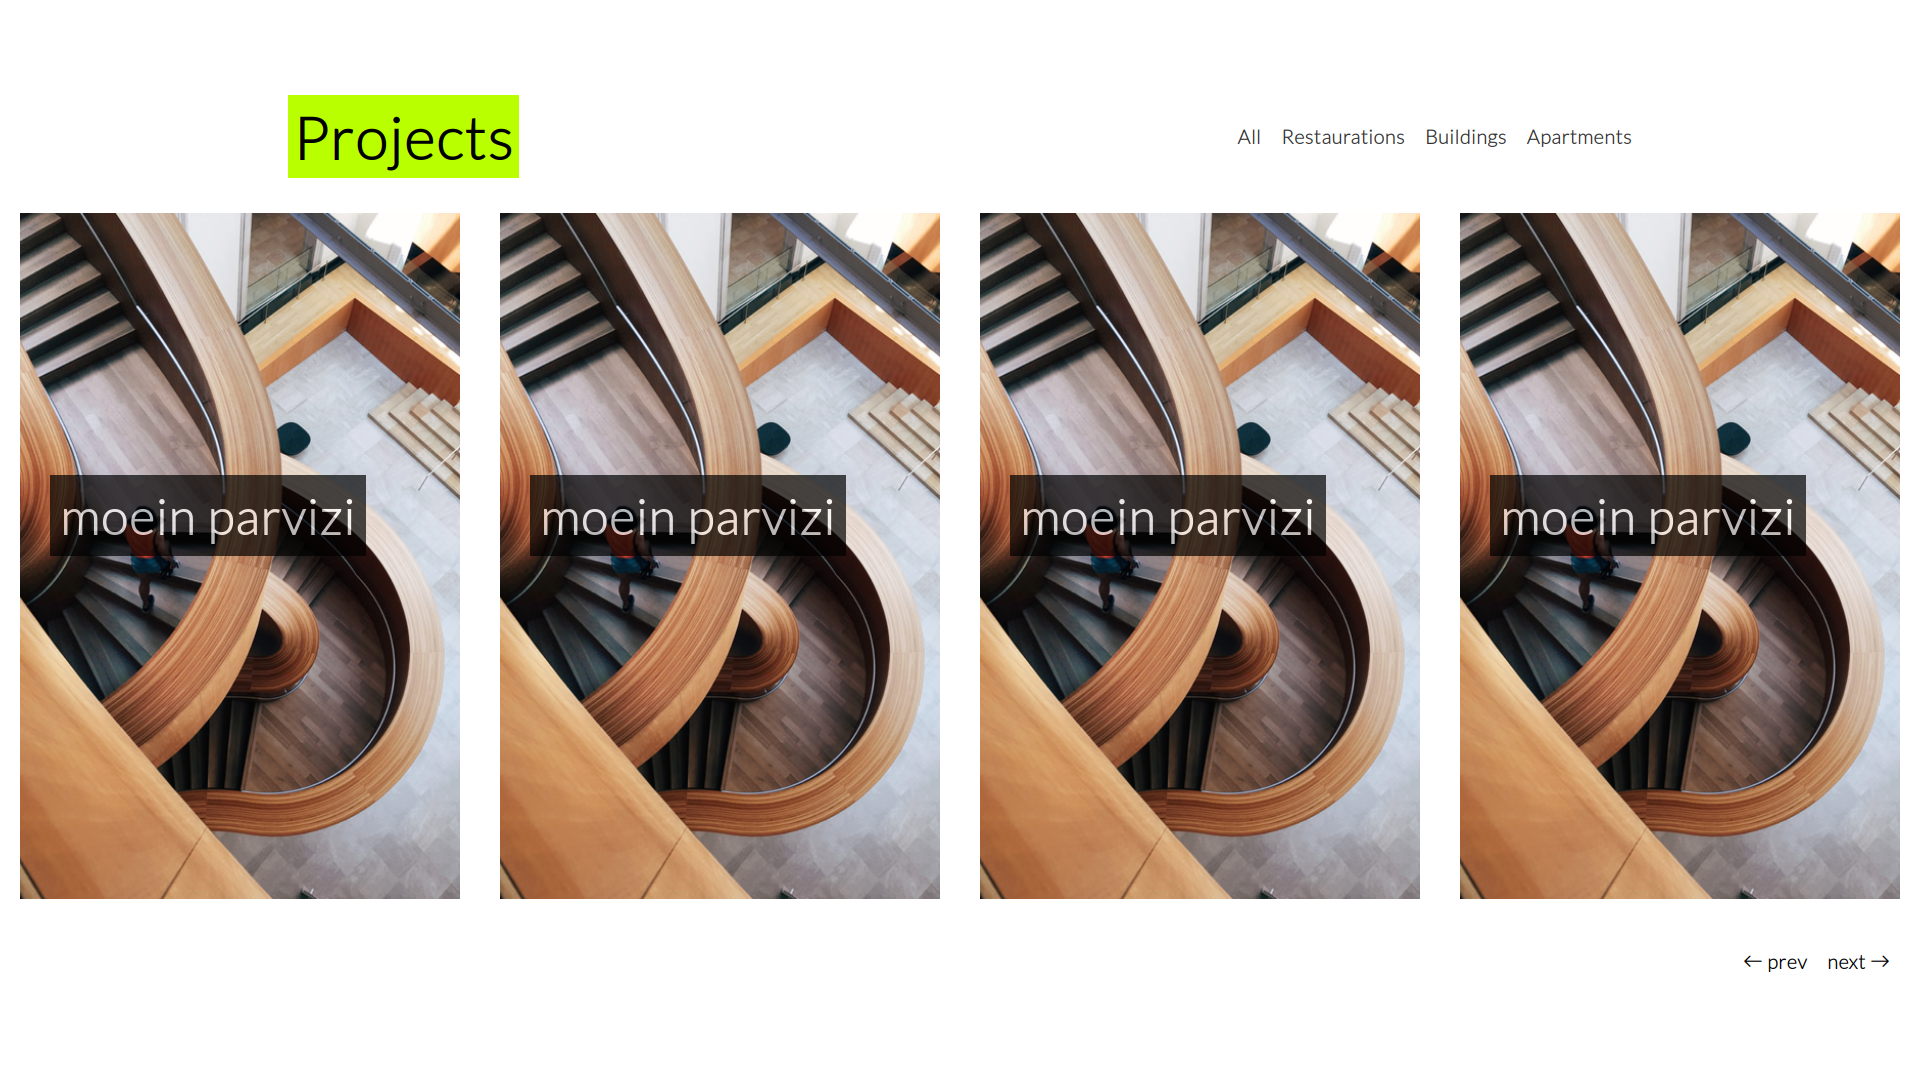 Projects
All Restaurations Buildings Apartments
moein parvizi
moein parvizi
moein parvizi
moein parvizi
← prev next →